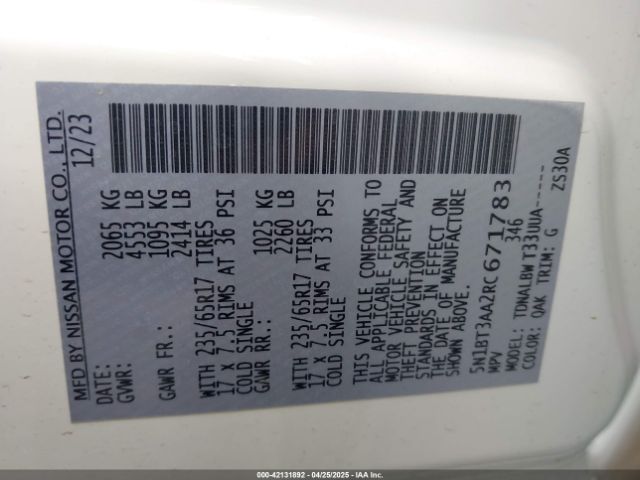 MFD BY NISSAN MOTOR CO., LTD.
DATE: 12/23
GVWR: 2065 KG
4553 LB
GAWR FR.: 1095 KG
2414 LB
WITH 235/65R17 TIRES
17 X 7.5 RIMS AT 36 PSI
COLD SINGLE
GAWR RR.: 1025 KG
2260 LB
WITH 235/65R17 TIRES
17 X 7.5 RIMS AT 33 PSI
COLD SINGLE
THIS VEHICLE CONFORMS TO
ALL APPLICABLE FEDERAL
MOTOR VEHICLE SAFETY AND
THEFT PREVENTION
STANDARDS IN EFFECT ON
THE DATE OF MANUFACTURE
SHOWN ABOVE.
5N1BT3AA2RC671783
MPV 346
MODEL: TDNALBWT33UUA-----
COLOR: QAK TRIM: G ZS30A
000-42131892 - 04/25/2025 - IAAI.com